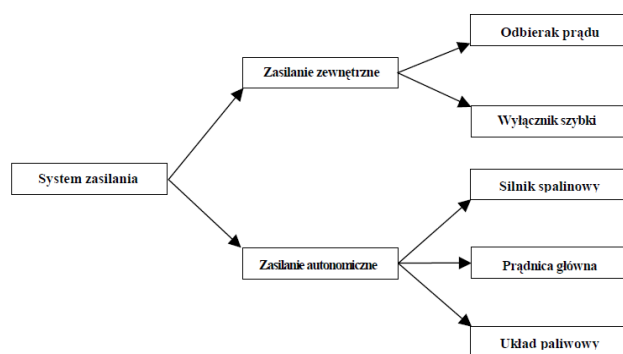 Odbierak prądu
Zasilanie zewnętrzne
Wyłącznik szybki
System zasilania
Silnik spalinowy
Zasilanie autonomiczne
Prądnica główna
Układ paliwowy